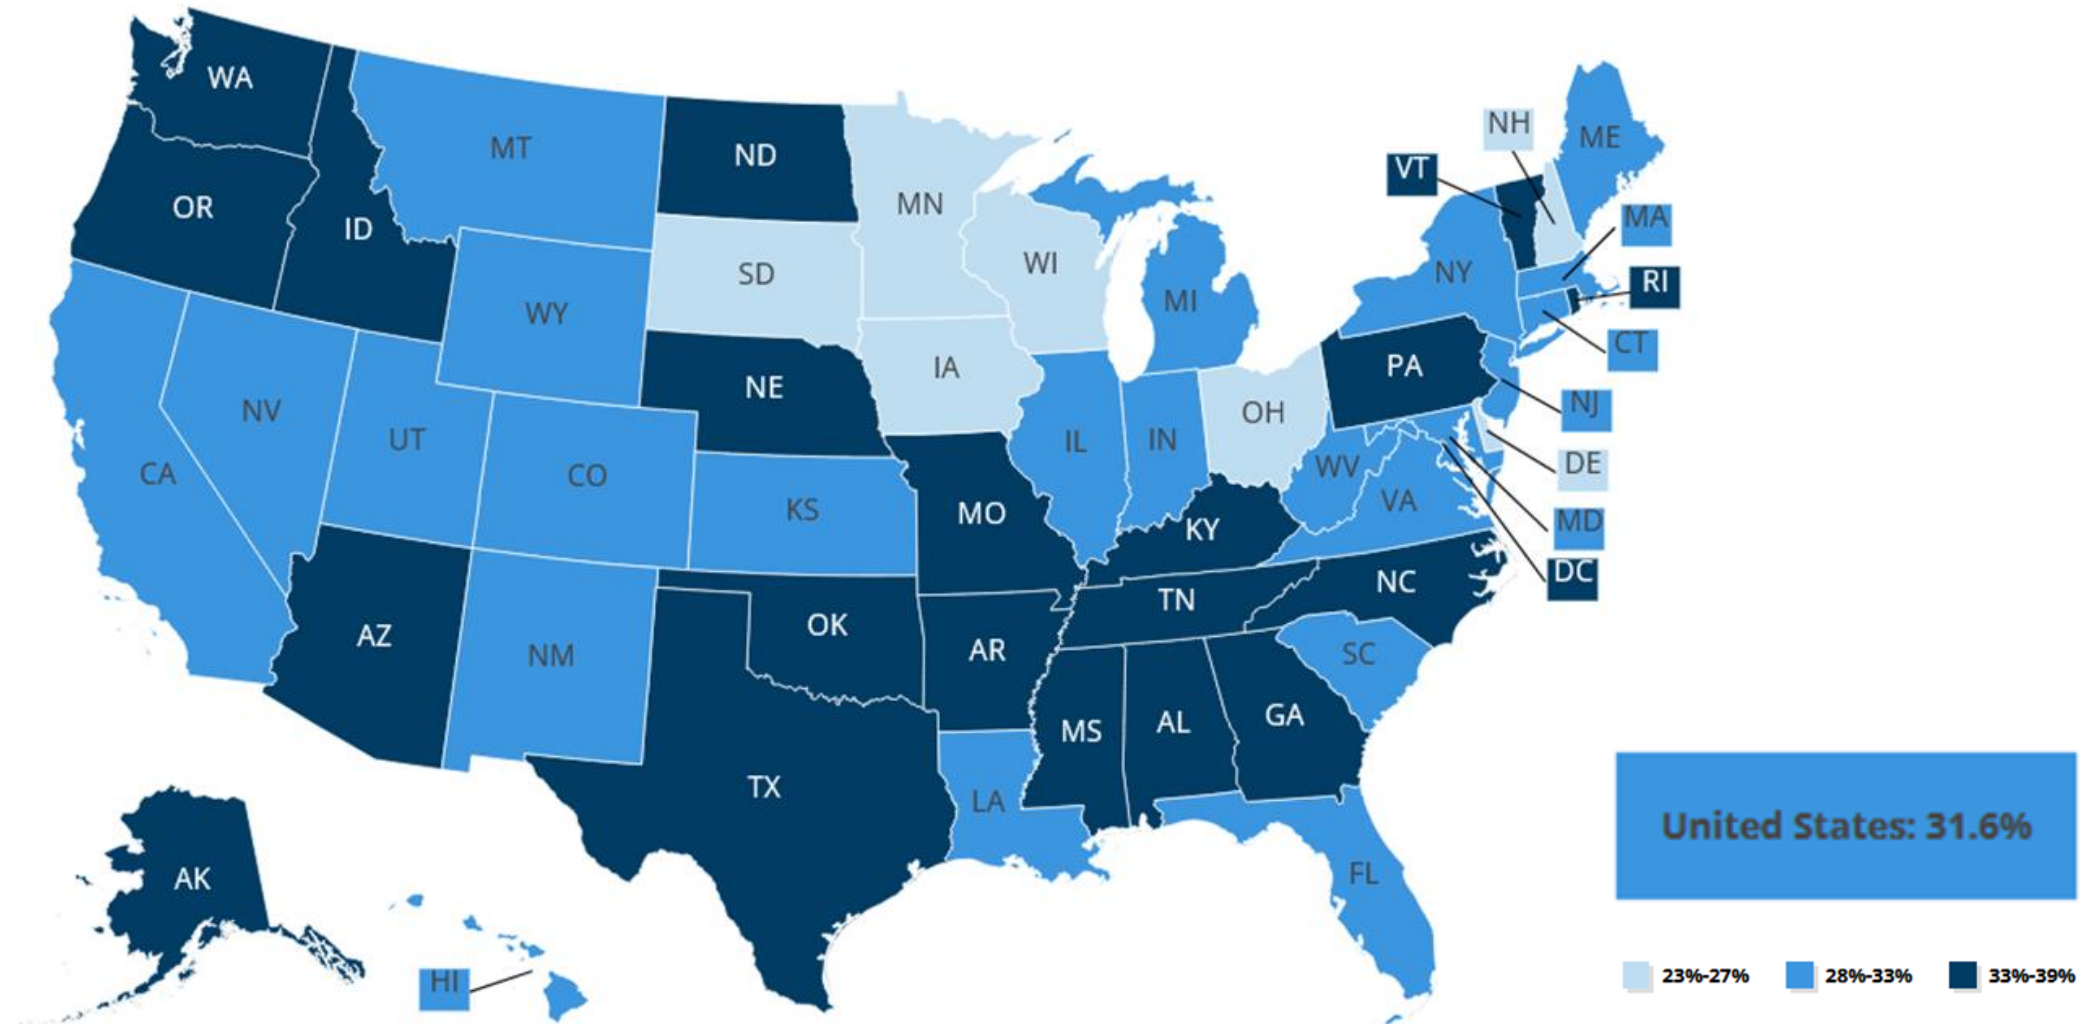 WA
OR
ID
MT
ND
MN
SD
WI
WY
NE
IA
MI
NY
NH
VT
ME
MA
RI
CT
NJ
PA
OH
DE
MD
DC
CA
NV
UT
CO
KS
MO
IL
IN
WV
VA
KY
NC
TN
AZ
NM
OK
AR
SC
MS
AL
GA
TX
LA
FL
AK
HI
United States: 31.6%
23%-27% 28%-33% 33%-39%